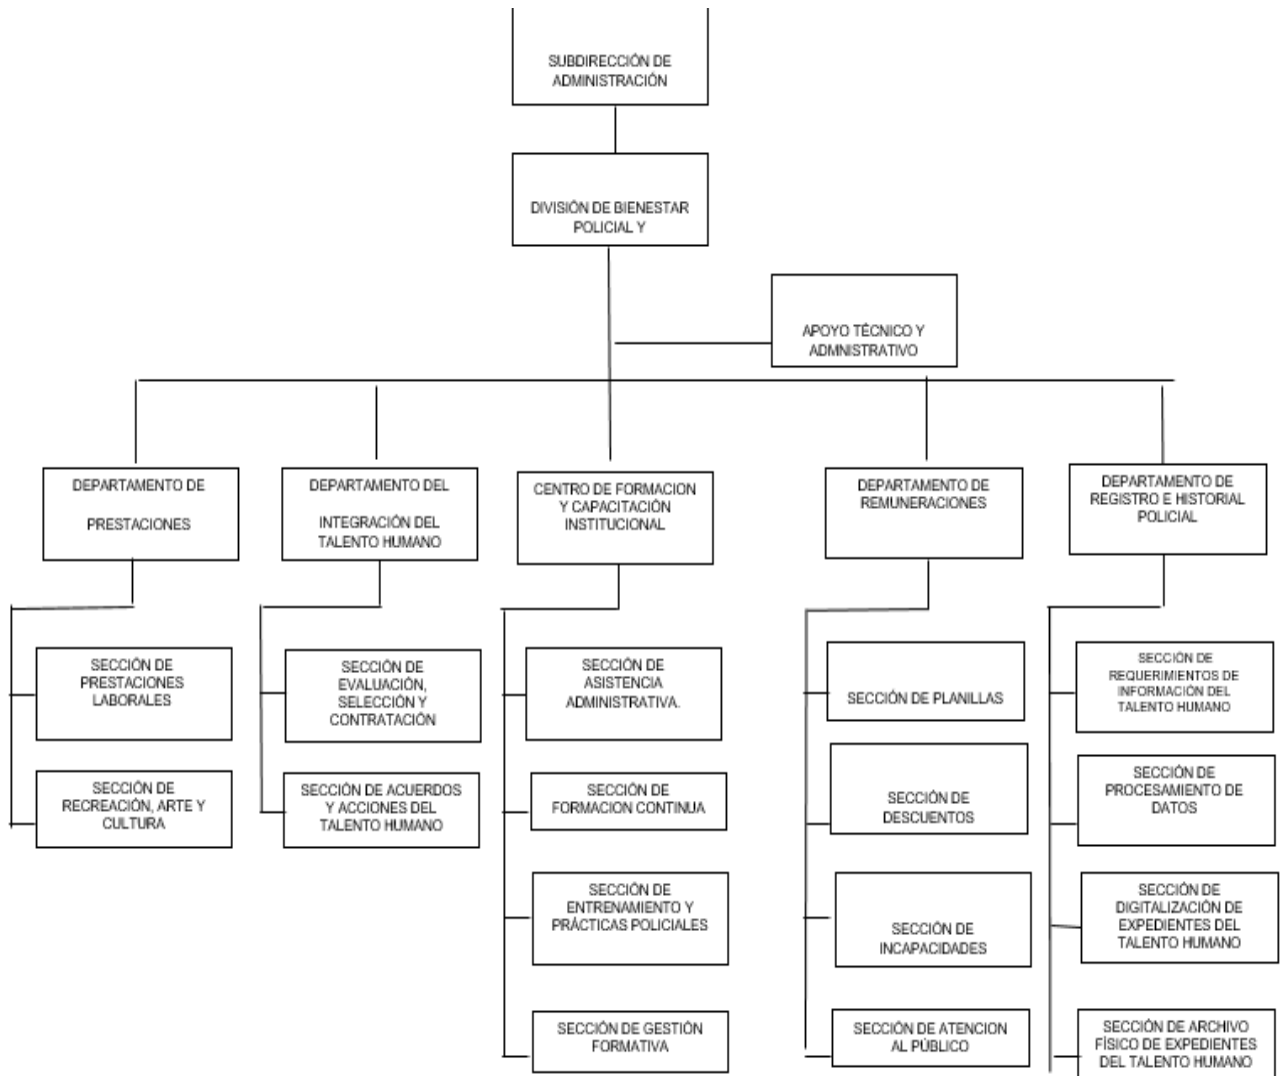 SUBDIRECCIÓN DE
ADMINISTRACIÓN
DIVISIÓN DE BIENESTAR
POLICIAL Y
APOYO TÉCNICO Y
ADMNISTRATIVO
DEPARTAMENTO DE
PRESTACIONES
DEPARTAMENTO DEL
INTEGRACIÓN DEL
TALENTO HUMANO
CENTRO DE FORMACION
Y CAPACITACIÓN
INSTITUCIONAL
DEPARTAMENTO DE
REMUNERACIONES
DEPARTAMENTO DE
REGISTRO E HISTORIAL
POLICIAL
SECCIÓN DE
PRESTACIONES
LABORALES
SECCIÓN DE
RECREACIÓN, ARTE Y
CULTURA
SECCIÓN DE
EVALUACIÓN,
SELECCIÓN Y
CONTRATACIÓN
SECCIÓN DE ACUERDOS
Y ACCIONES DEL
TALENTO HUMANO
SECCIÓN DE
ASISTENCIA
ADMINISTRATIVA.
SECCIÓN DE
FORMACION CONTINUA
SECCIÓN DE
ENTRENAMIENTO Y
PRÁCTICAS POLICIALES
SECCIÓN DE GESTIÓN
FORMATIVA
SECCIÓN DE PLANILLAS
SECCIÓN DE
DESCUENTOS
SECCIÓN DE
INCAPACIDADES
SECCIÓN DE ATENCION
AL PÚBLICO
SECCIÓN DE
REQUERIMIENTOS DE
INFORMACIÓN DEL
TALENTO HUMANO
SECCIÓN DE
PROCESAMIENTO DE
DATOS
SECCIÓN DE
DIGITALIZACIÓN DE
EXPEDIENTES DEL
TALENTO HUMANO
SECCIÓN DE ARCHIVO
FÍSICO DE EXPEDIENTES
DEL TALENTO HUMANO